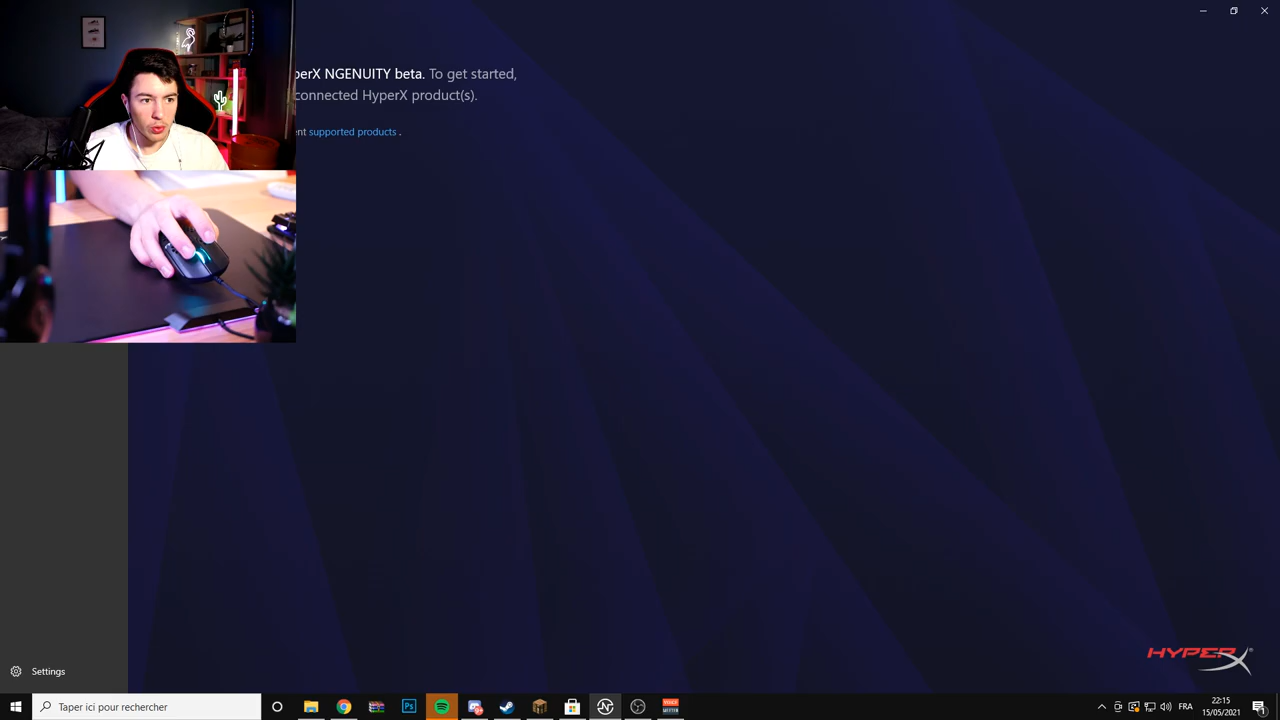 perX NGENUITY beta. To get started,
connected HyperX product(s).
ent supported products .
Settings
HYPERX
Taper ici pour rechercher
FRA
22:15
15/05/2021